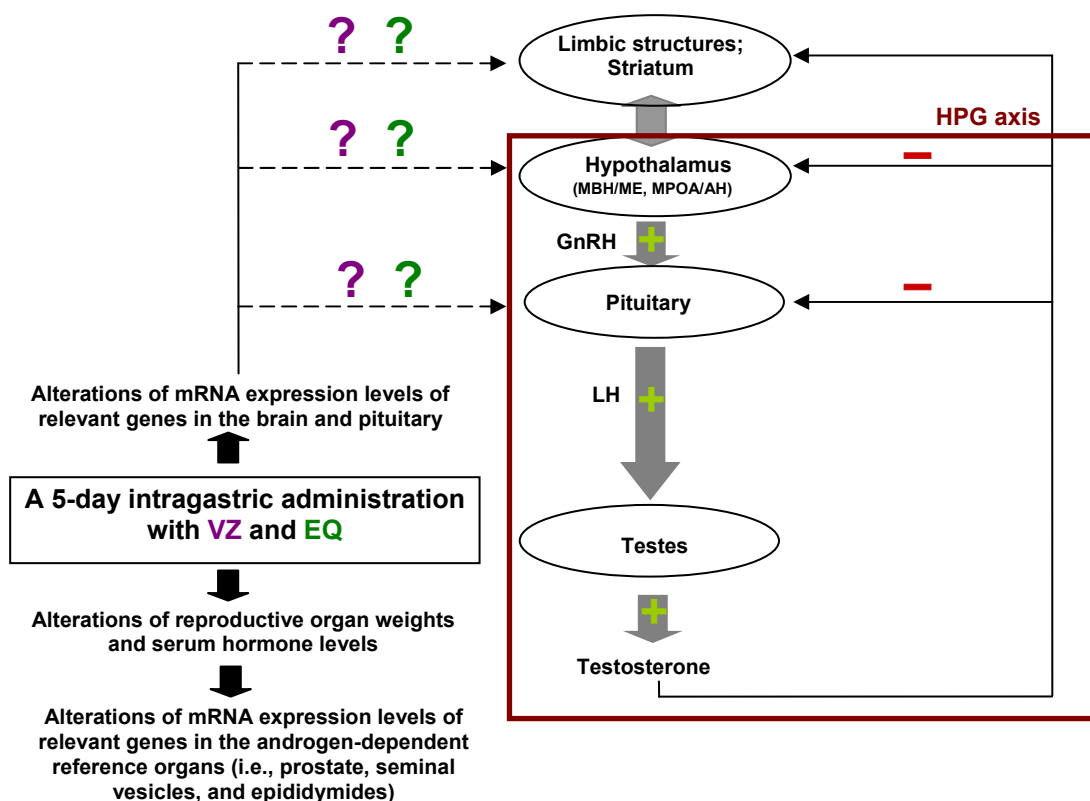 ? ?
Limbic structures;
Striatum
HPG axis
? ?
Hypothalamus
(MBH/ME, MPOA/AH)
−
GnRH
+
? ?
Pituitary
−
LH
+
Alterations of mRNA expression levels of
relevant genes in the brain and pituitary
A 5-day intragastric administration
with VZ and EQ
Testes
+
Alterations of reproductive organ weights
and serum hormone levels
Testosterone
Alterations of mRNA expression levels of
relevant genes in the androgen-dependent
reference organs (i.e., prostate, seminal
vesicles, and epididymides)